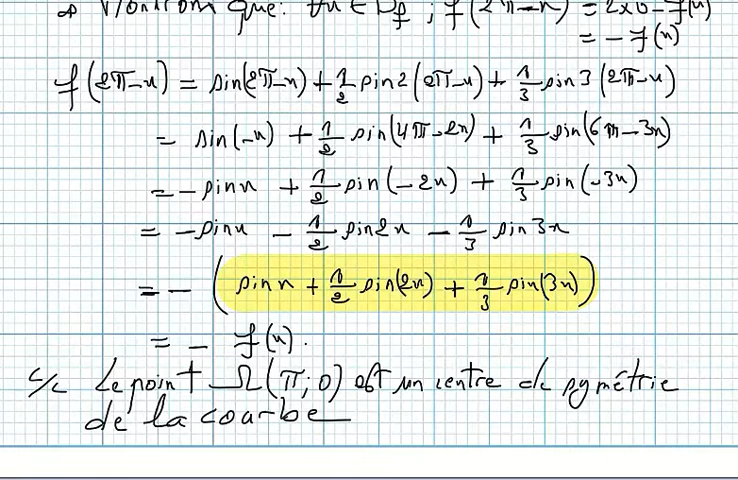 → Montrons que: ∀x ∈ Df ; f(2π-x) = 2x0 - f(x)
= - f(x)
f(2π-x) = sin(2π-x) + 1/2 sin2(2π-x) + 1/3 sin3(2π-x)
= sin(-x) + 1/2 sin(4π-2x) + 1/3 sin(6π-3x)
= -sinx + 1/2 sin(-2x) + 1/3 sin(-3x)
= -sinx - 1/2 sin2x - 1/3 sin3x
= - (sinx + 1/2 sin(2x) + 1/3 sin(3x))
= - f(x).
c/c Le point Ω(π; 0) est un centre de symétrie
de la courbe